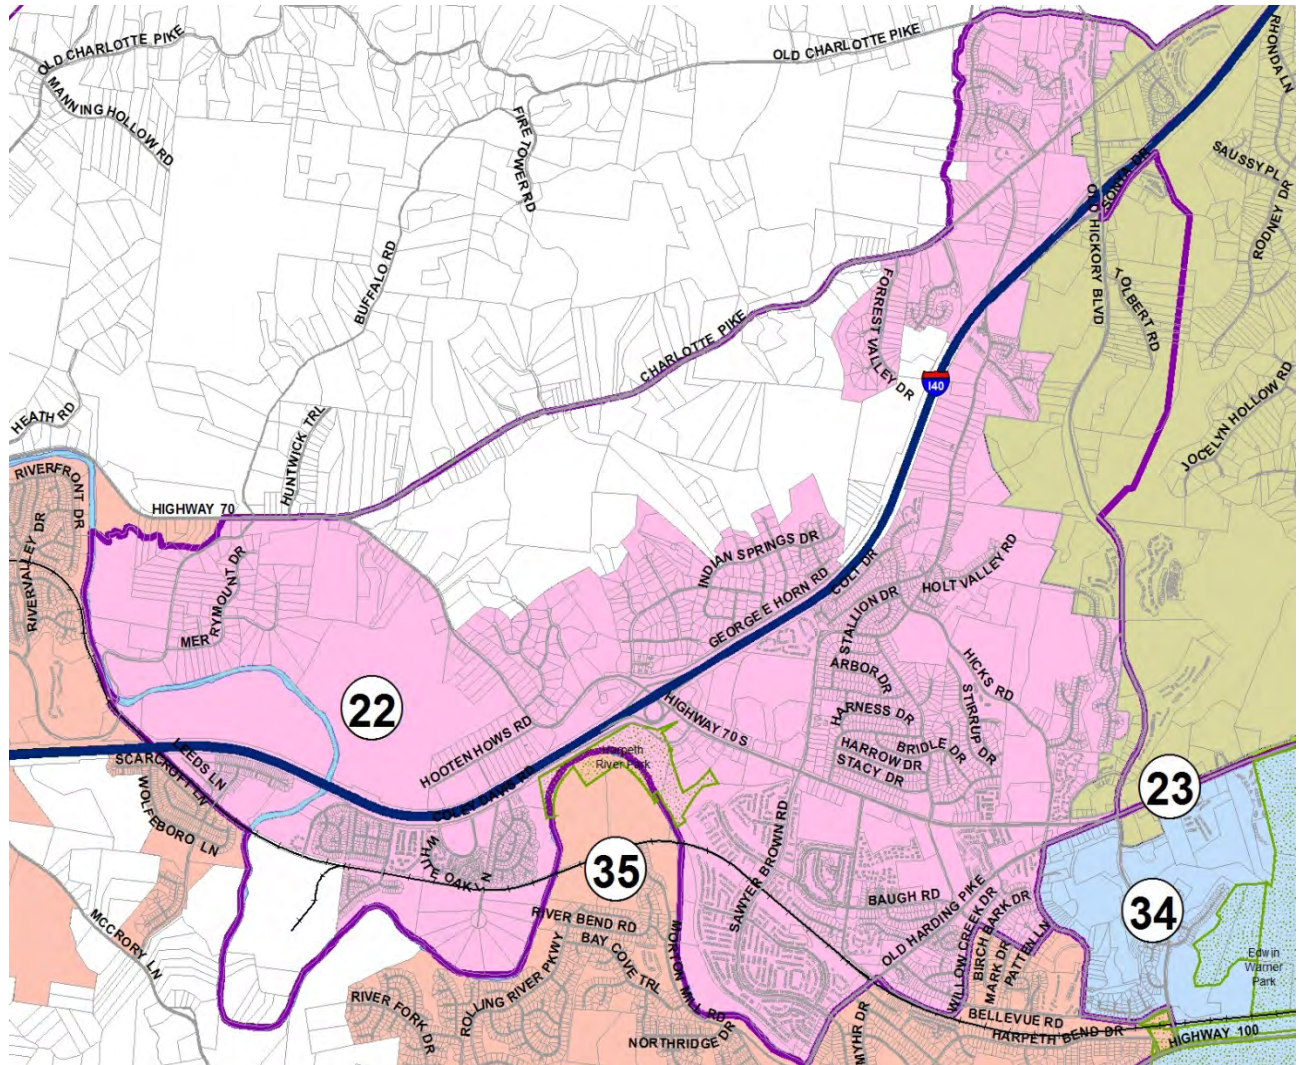 OLD CHARLOTTE PIKE
MANNING HOLLOW RD
OLD CHARLOTTE PIKE
RHONDA LN
FIRE TOWER RD
SAUSSY PL
RODNEY DR
SONYA DR
OLD HICKORY BLVD
TOLBERT RD
BUFFALO RD
FORREST VALLEY DR
CHARLOTTE PIKE
I40
JOCELYN HOLLOW RD
HEATH RD
HUNTWICK TRL
RIVERFRONT DR
HIGHWAY 70
RIVERVALLEY DR
MERRYMOUNT DR
INDIAN SPRINGS DR
GEORGE E HORN RD
COLT DR
HOLT VALLEY RD
STALLION DR
ARBOR DR
HICKS RD
STIRRUP DR
HARNESS DR
BRIDLE DR
HARROW DR
STACY DR
22
HIGHWAY 70 S
HOOTEN HOWS RD
Harpeth
River Park
LEEDS LN
SCARCROFT LN
WOLFEBORO LN
COLEY DAVIS RD
23
WHITE OAK LN
35
SAWYER BROWN RD
BAUGH RD
34
OLD HARDING PIKE
WILLOW CREEK DR
BIRCH BARK DR
MARK DR
PATTEN LN
MCCRORY LN
RIVER BEND RD
BAY COVE TRL
MORTON MILL RD
ROLLING RIVER PKWY
RIVER FORK DR
NORTHRIDGE DR
MYHR DR
BELLEVUE RD
HARPETH BEND DR
HIGHWAY 100
Edwin
Warner
Park